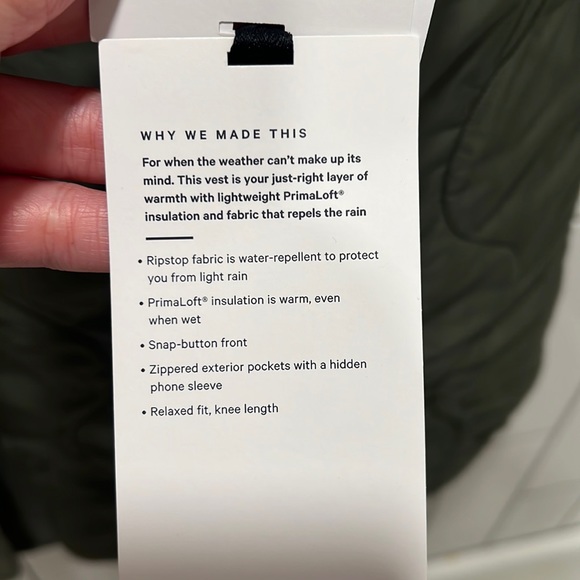 WHY WE MADE THIS
For when the weather can't make up its
mind. This vest is your just-right layer of
warmth with lightweight PrimaLoft®
insulation and fabric that repels the rain
• Ripstop fabric is water-repellent to protect
you from light rain
• PrimaLoft® insulation is warm, even
when wet
• Snap-button front
• Zippered exterior pockets with a hidden
phone sleeve
• Relaxed fit, knee length